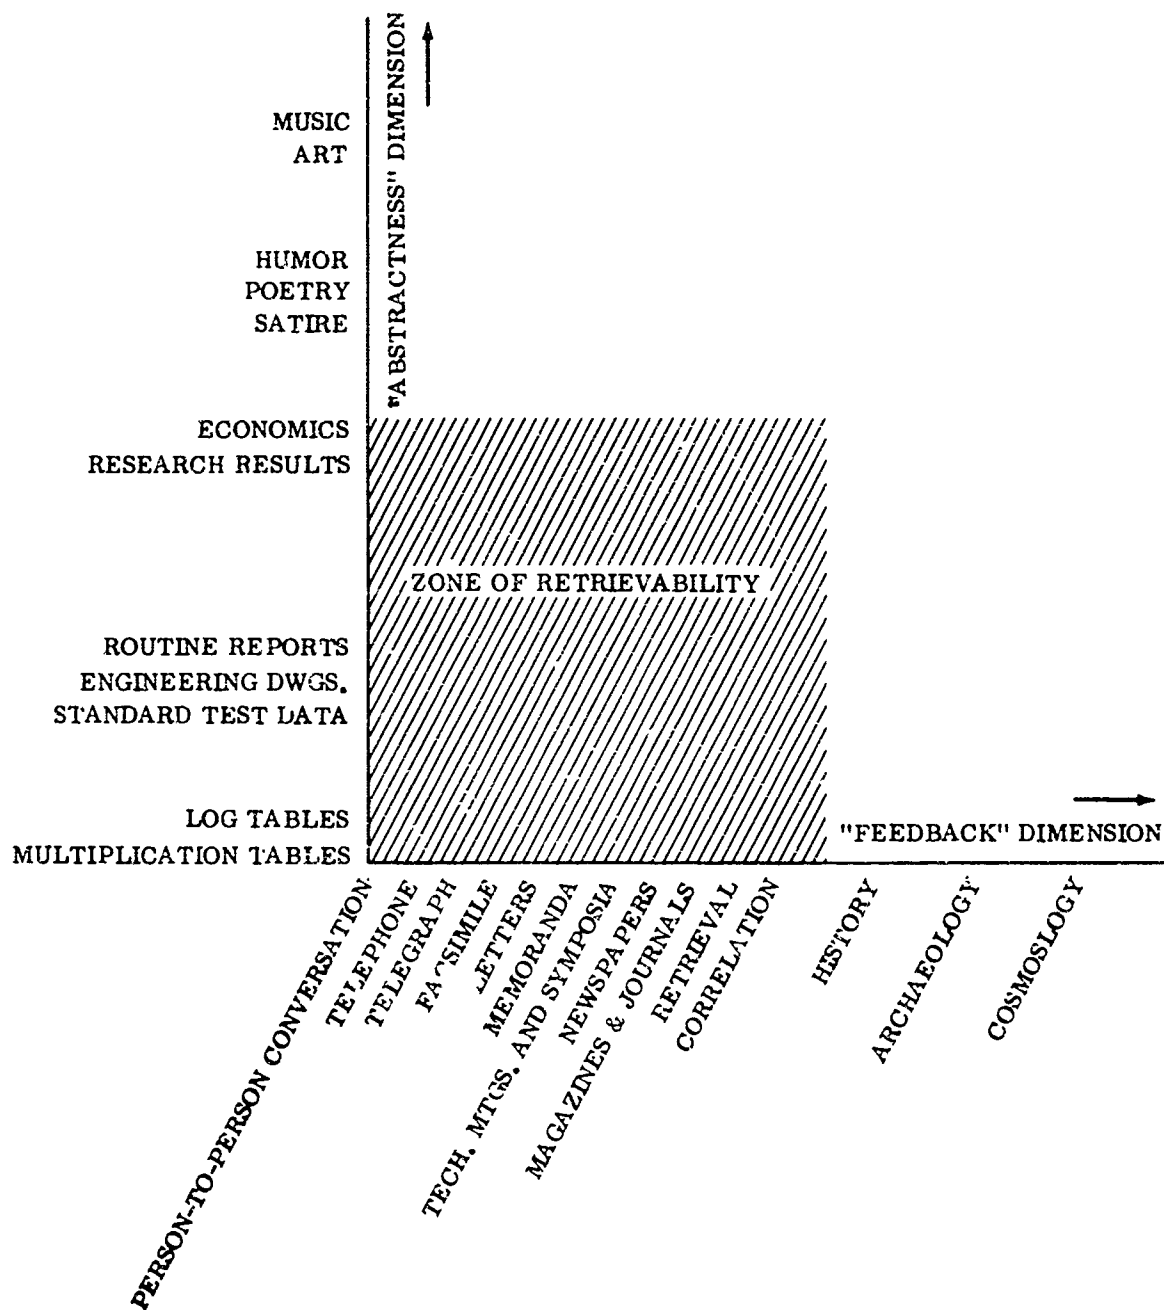 "ABSTRACTNESS" DIMENSION
MUSIC
ART
HUMOR
POETRY
SATIRE
ECONOMICS
RESEARCH RESULTS
ZONE OF RETRIEVABILITY
ROUTINE REPORTS
ENGINEERING DWGS.
STANDARD TEST DATA
LOG TABLES
MULTIPLICATION TABLES
"FEEDBACK" DIMENSION
PERSON-TO-PERSON CONVERSATION
TELEPHONE
TELEGRAPH
FACSIMILE
LETTERS
MEMORANDA
TECH. MTGS. AND SYMPOSIA
NEWSPAPERS
MAGAZINES & JOURNALS
RETRIEVAL
CORRELATION
HISTORY
ARCHAEOLOGY
COSMOSLOGY